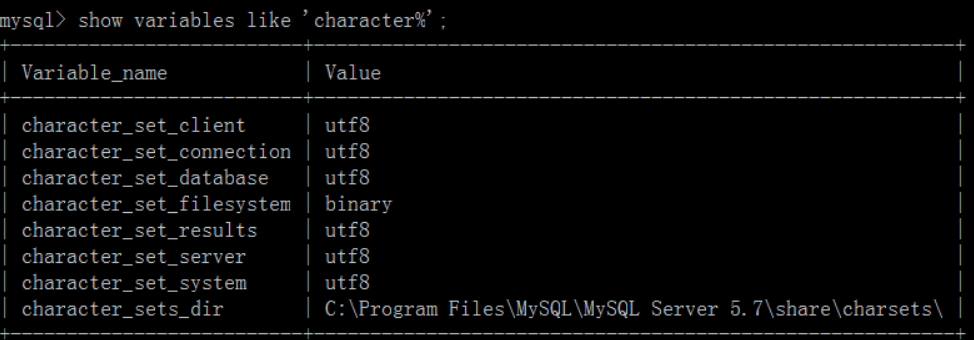 mysql> show variables like 'character%';
+--------------------------+---------------------------------------------------------+
| Variable_name | Value |
+--------------------------+---------------------------------------------------------+
| character_set_client | utf8 |
| character_set_connection | utf8 |
| character_set_database | utf8 |
| character_set_filesystem | binary |
| character_set_results | utf8 |
| character_set_server | utf8 |
| character_set_system | utf8 |
| character_sets_dir | C:\Program Files\MySQL\MySQL Server 5.7\share\charsets\ |
+--------------------------+---------------------------------------------------------+